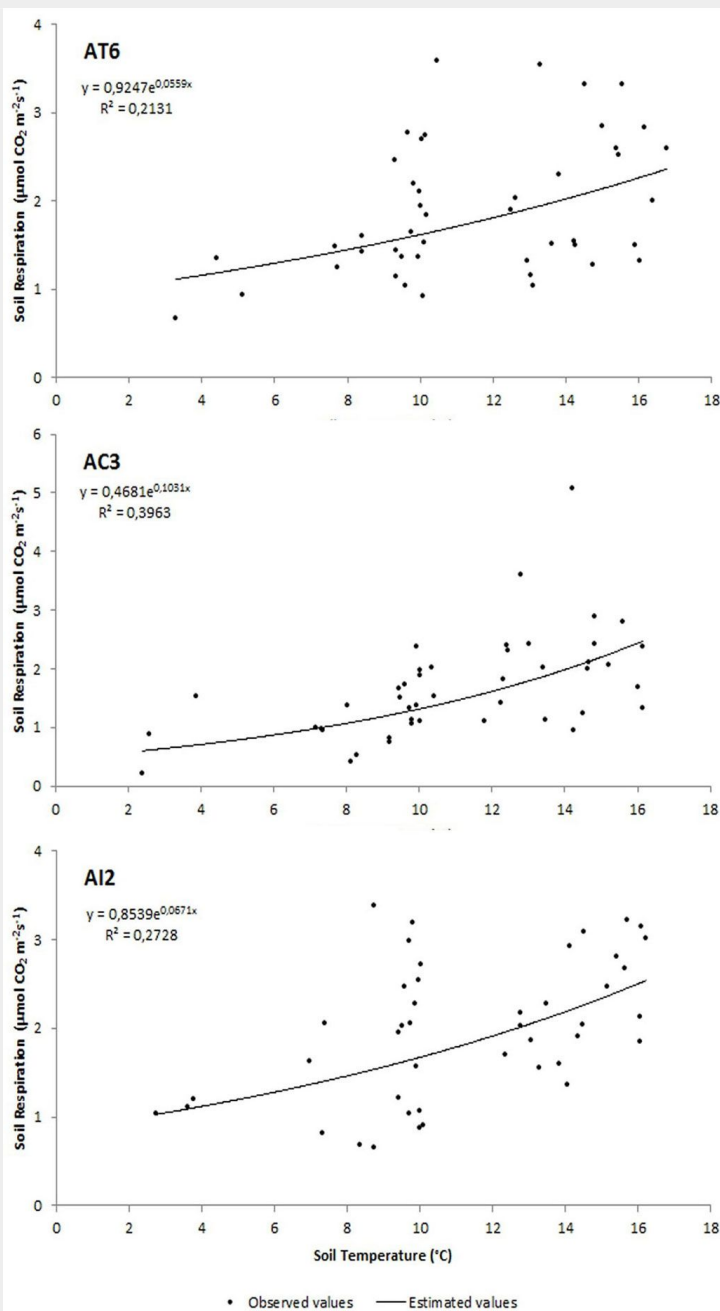 AT6
y = 0,9247e^0,0559x
R² = 0,2131
Soil Respiration (µmol CO₂ m⁻²s⁻¹)
4
3
2
1
0
0 2 4 6 8 10 12 14 16 18
AC3
y = 0,4681e^0,1031x
R² = 0,3963
Soil Respiration (µmol CO₂ m⁻²s⁻¹)
6
5
4
3
2
1
0
0 2 4 6 8 10 12 14 16 18
AI2
y = 0,8539e^0,0671x
R² = 0,2728
Soil Respiration (µmol CO₂ m⁻²s⁻¹)
4
3
2
1
0
0 2 4 6 8 10 12 14 16 18
Soil Temperature (°C)
• Observed values — Estimated values